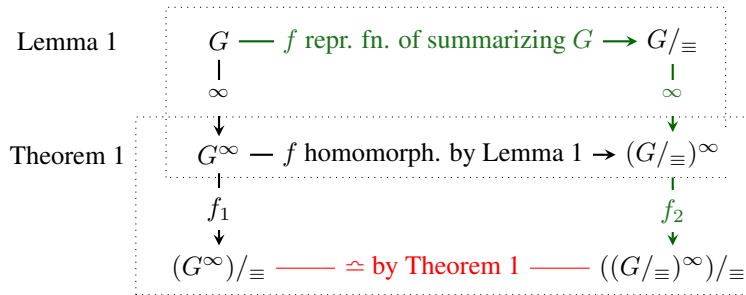 Lemma 1 G f repr. fn. of summarizing G G/≡
∞ ∞
Theorem 1 G^∞ f homomorph. by Lemma 1 (G/≡)^∞
f₁ f₂
(G^∞)/≡ ≏ by Theorem 1 ((G/≡)^∞)/≡